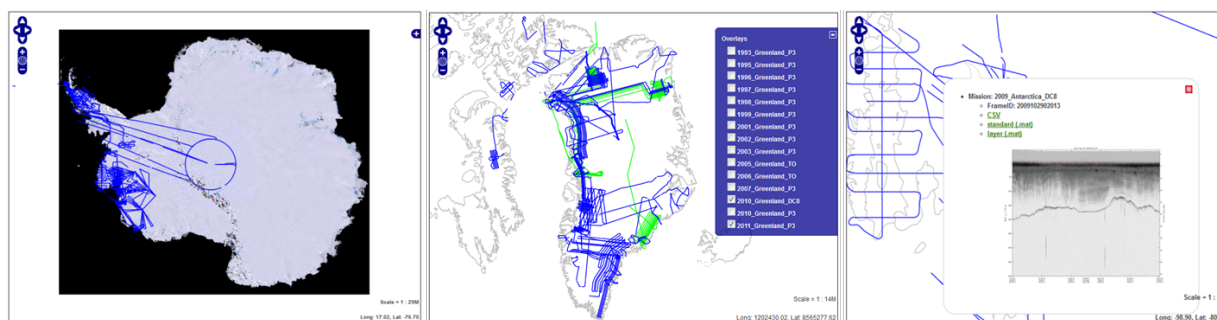 Scale = 1 : 25M
Long: 17.02, Lat: -76.70
Overlays
1993_Greenland_P3
1995_Greenland_P3
1996_Greenland_P3
1997_Greenland_P3
1998_Greenland_P3
1999_Greenland_P3
2001_Greenland_P3
2002_Greenland_P3
2003_Greenland_P3
2005_Greenland_TO
2006_Greenland_TO
2007_Greenland_P3
2010_Greenland_DC8
2010_Greenland_P3
2011_Greenland_P3
Scale = 1 : 14M
Long: 1202430.02, Lat: 8565277.62
Mission: 2009_Antarctica_DC8
FrameID: 2009102902013
CSV
standard (.mat)
layer (.mat)
Scale = 1 :
Long: -98.90, Lat: -80